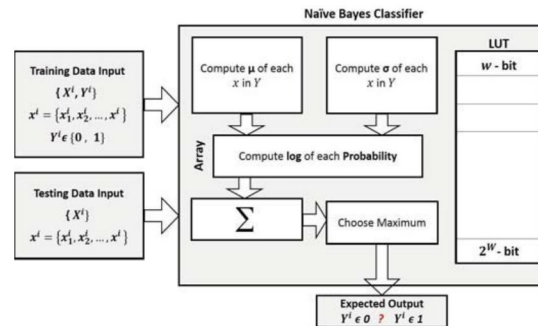 Naïve Bayes Classifier
Training Data Input
{X^i, Y^i}
x^i = {x_1^i, x_2^i, ..., x^i}
Y^i ϵ {0 , 1}
Testing Data Input
{X^i}
x^i = {x_1^i, x_2^i, ..., x^i}
Compute μ of each
x in Y
Compute σ of each
x in Y
Array
Compute log of each Probability
Σ
Choose Maximum
LUT
w - bit
2^W - bit
Expected Output
Y^i ϵ 0 ? Y^i ϵ 1